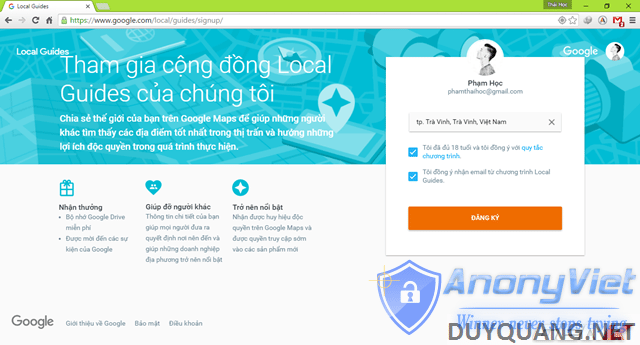 Local Guides
Thái Học
https://www.google.com/local/guides/signup/
Local Guides
Google
Tham gia cộng đồng Local
Guides của chúng tôi
Chia sẻ thế giới của bạn trên Google Maps để giúp những người
khác tìm thấy các địa điểm tốt nhất trong thị trấn và hưởng những
lợi ích độc quyền trong quá trình thực hiện.
Phạm Học
phamthaihoc@gmail.com
tp. Trà Vinh, Trà Vinh, Việt Nam
Tôi đã đủ 18 tuổi và tôi đồng ý với quy tắc
chương trình.
Tôi đồng ý nhận email từ chương trình Local
Guides.
ĐĂNG KÝ
Nhận thưởng
Bộ nhớ Google Drive
miễn phí
Được mời đến các sự
kiện của Google
Giúp đỡ người khác
Thông tin chi tiết của bạn
giúp mọi người đưa ra
quyết định nơi nên đến và
giúp những doanh nghiệp
địa phương trở nên nổi bật
Trở nên nổi bật
Nhận được huy hiệu độc
quyền trên Google Maps và
được quyền truy cập sớm
vào các sản phẩm mới
AnonyViet
Winner never stops trying
DUYQUANG.NET
Google
Giới thiệu về Google
Bảo mật
Điều khoản